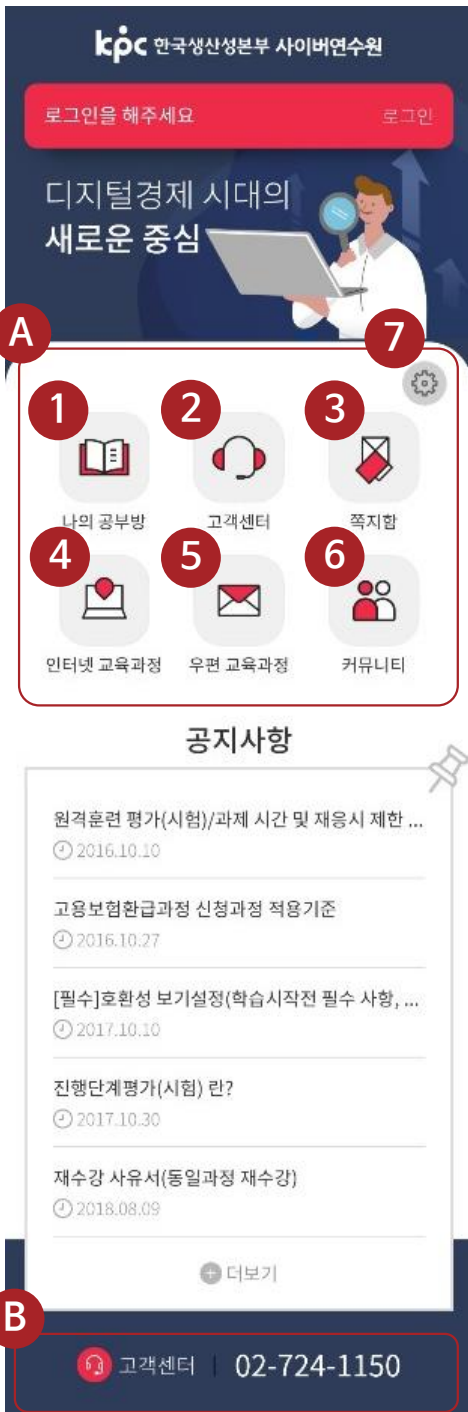 kpc 한국생산성본부 사이버연수원
로그인을 해주세요 로그인
디지털경제 시대의
새로운 중심
A
7
1 2 3
나의 공부방 고객센터 쪽지함
4 5 6
인터넷 교육과정 우편 교육과정 커뮤니티
공지사항
원격훈련 평가(시험)/과제 시간 및 재응시 제한 ...
2016.10.10
고용보험환급과정 신청과정 적용기준
2016.10.27
[필수]호환성 보기설정(학습시작전 필수 사항, ...
2017.10.10
진행단계평가(시험) 란?
2017.10.30
재수강 사유서(동일과정 재수강)
2018.08.09
더보기
B
고객센터 | 02-724-1150